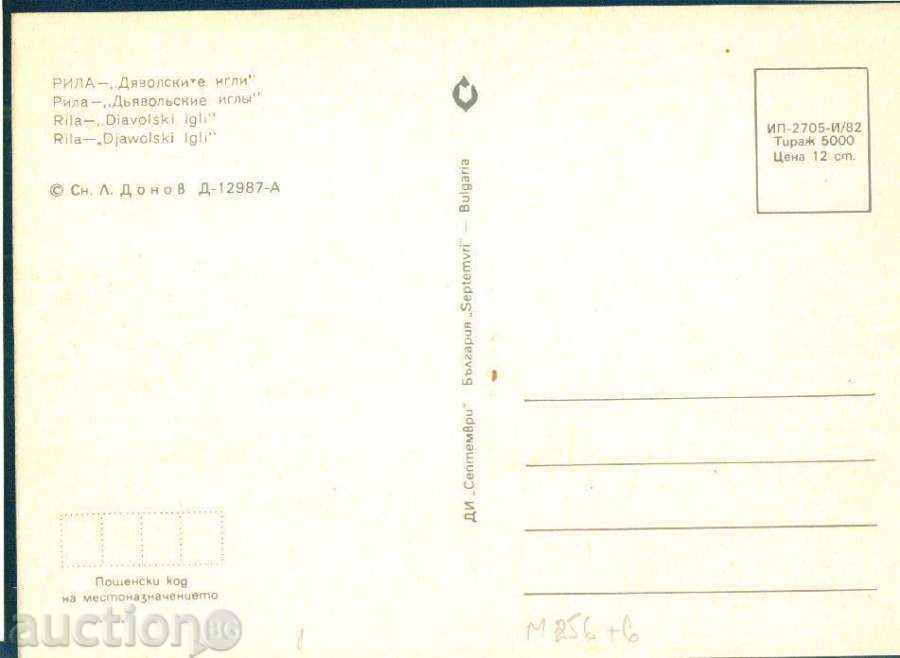 РИЛА—„Дяволските игли"
Рила—„Дьявольские иглы"
Rila—„Diavolski Igli"
Rila—„Djawolski Igli"
© Сн. Л. Донов Д-12987-А
ДИ „Септември" България „Septemvri" — Bulgaria
ИП-2705-И/82
Тираж 5000
Цена 12 ст.
Пощенски код
на местоназначението
M 256 +6
auction BG